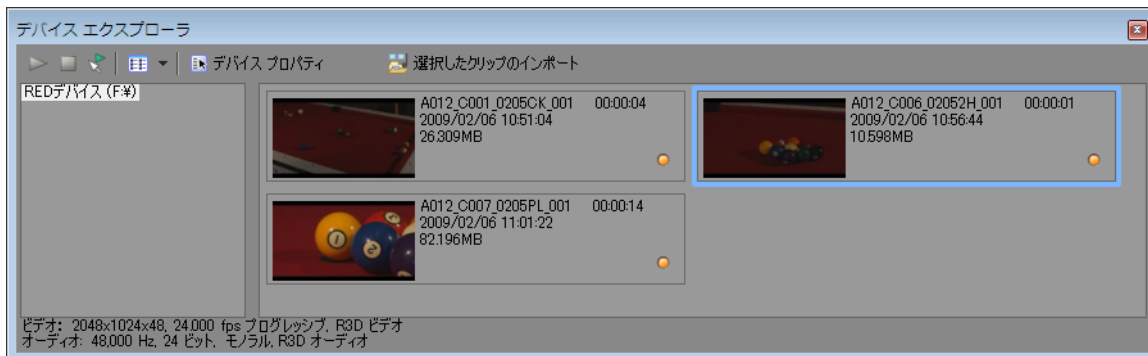 デバイス エクスプローラ
デバイス プロパティ 選択したクリップのインポート
REDデバイス (F:¥)
A012_C001_0205CK_001 00:00:04
2009/02/06 10:51:04
26.309MB
A012_C006_02052H_001 00:00:01
2009/02/06 10:56:44
10.598MB
A012_C007_0205PL_001 00:00:14
2009/02/06 11:01:22
82.196MB
ビデオ: 2048x1024x48, 24.000 fps プログレッシブ, R3D ビデオ
オーディオ: 48,000 Hz, 24 ビット, モノラル, R3D オーディオ